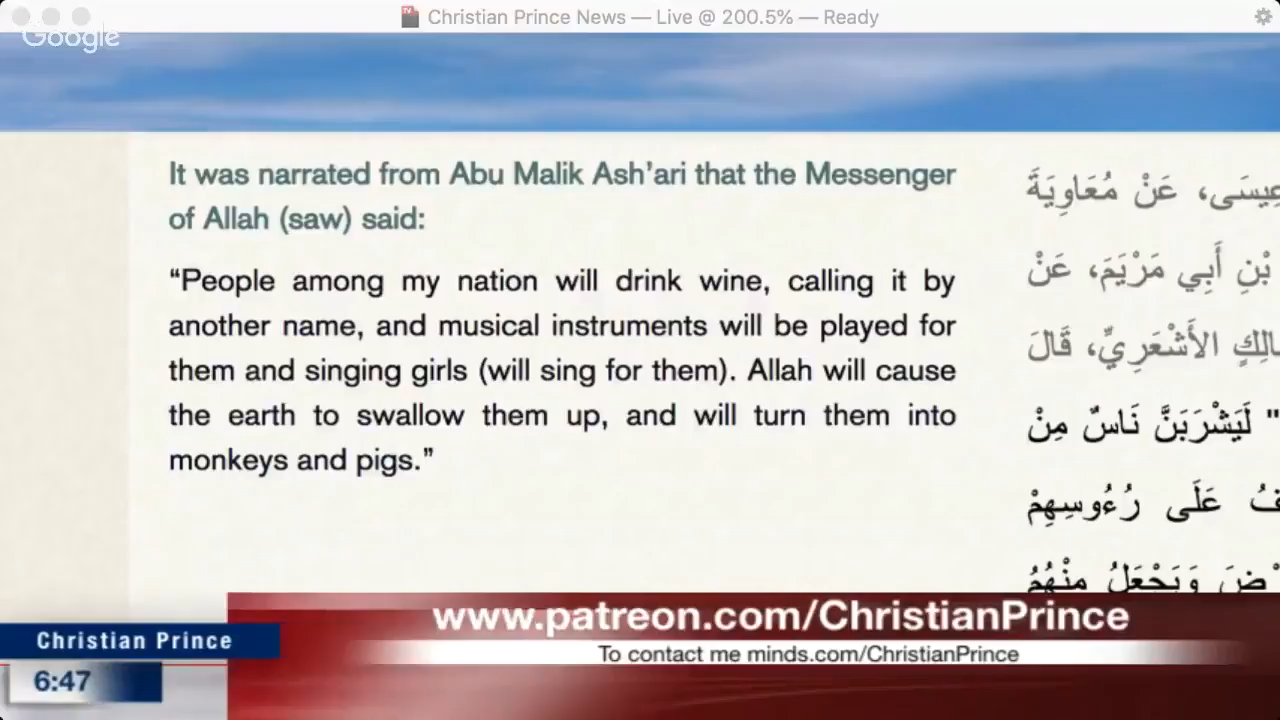 Christian Prince News — Live @ 200.5% — Ready
Google
It was narrated from Abu Malik Ash’ari that the Messenger
of Allah (saw) said:
“People among my nation will drink wine, calling it by
another name, and musical instruments will be played for
them and singing girls (will sing for them). Allah will cause
the earth to swallow them up, and will turn them into
monkeys and pigs.”
عِيسَى، عَنْ مُعَاوِيَةَ
بْنِ أَبِي مَرْيَمَ، عَنْ
الأَشْعَرِيِّ، قَالَ
" لَيَشْرَبَنَّ نَاسٌ مِنْ
عَلَى رُءُوسِهِمْ
وَيَجْعَلُ مِنْهُمُ
www.patreon.com/ChristianPrince
To contact me minds.com/ChristianPrince
Christian Prince
6:47